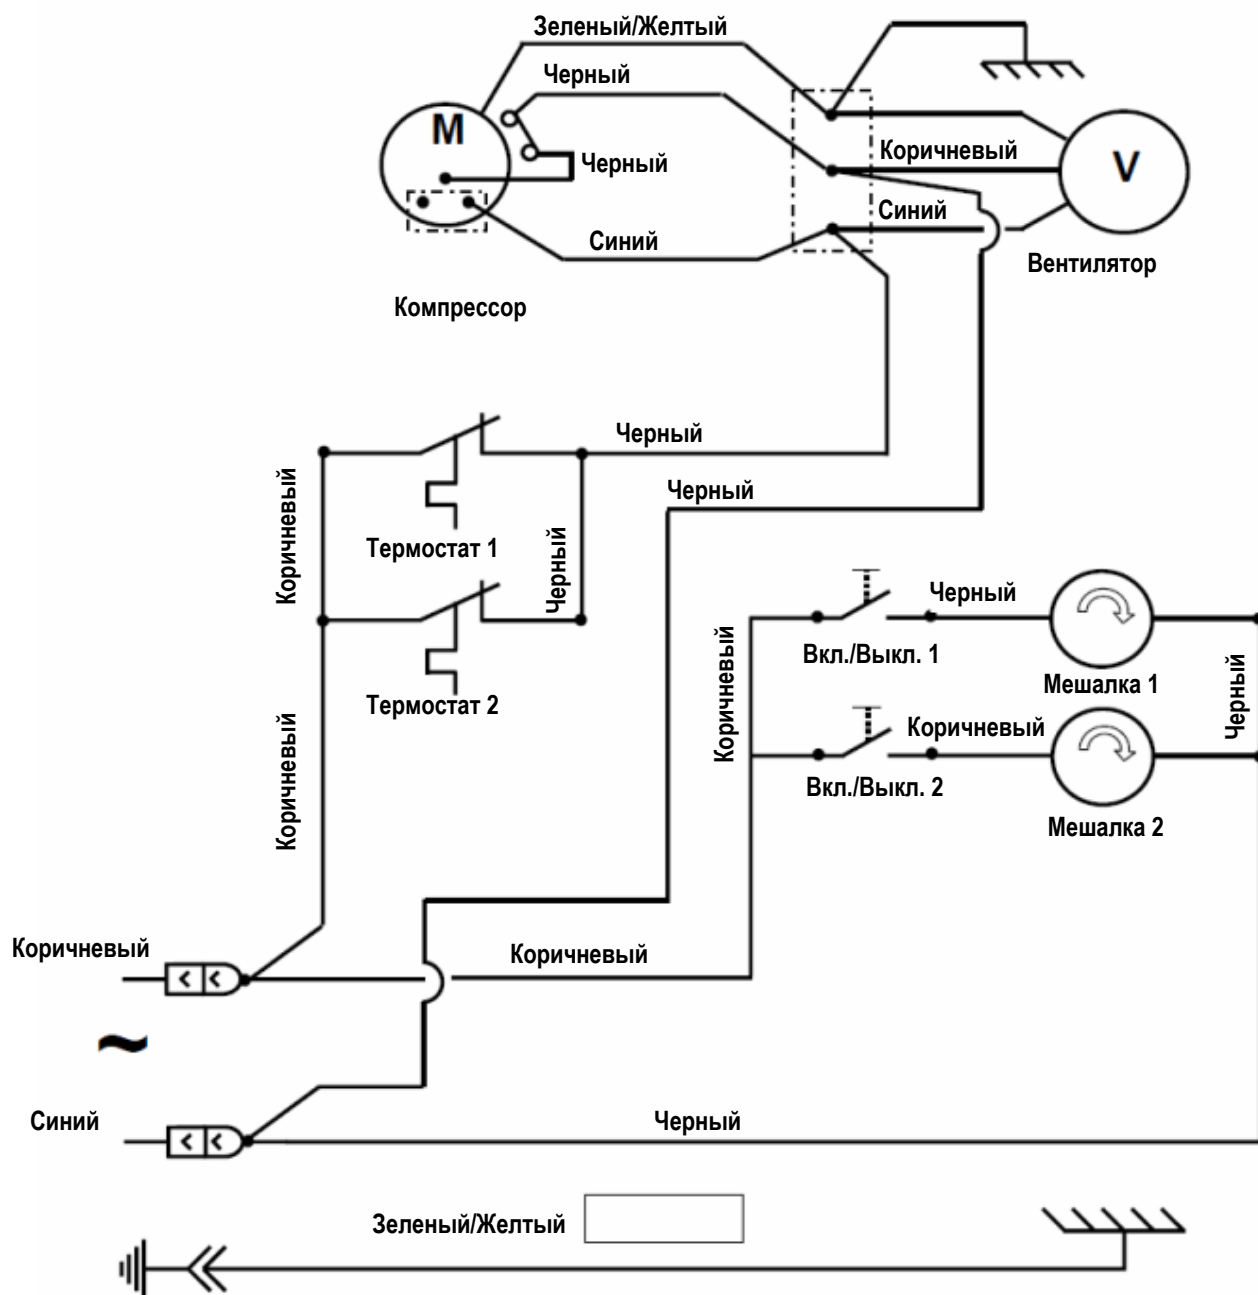 Зеленый/Желтый
Черный
M
Черный
Коричневый
V
Синий
Синий
Вентилятор
Компрессор
Черный
Коричневый
Черный
Термостат 1
Черный
Черный
Вкл./Выкл. 1
Мешалка 1
Термостат 2
Коричневый
Коричневый
Черный
Коричневый
Вкл./Выкл. 2
Мешалка 2
Коричневый
Коричневый
~
Синий
Черный
Зеленый/Желтый